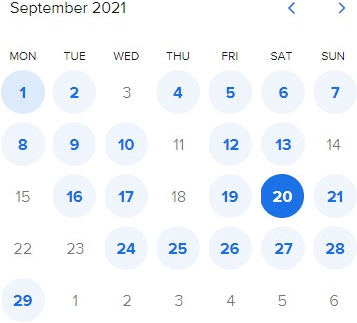 September 2021
MON TUE WED THU FRI SAT SUN
1 2 3 4 5 6 7
8 9 10 11 12 13 14
15 16 17 18 19 20 21
22 23 24 25 26 27 28
29 1 2 3 4 5 6